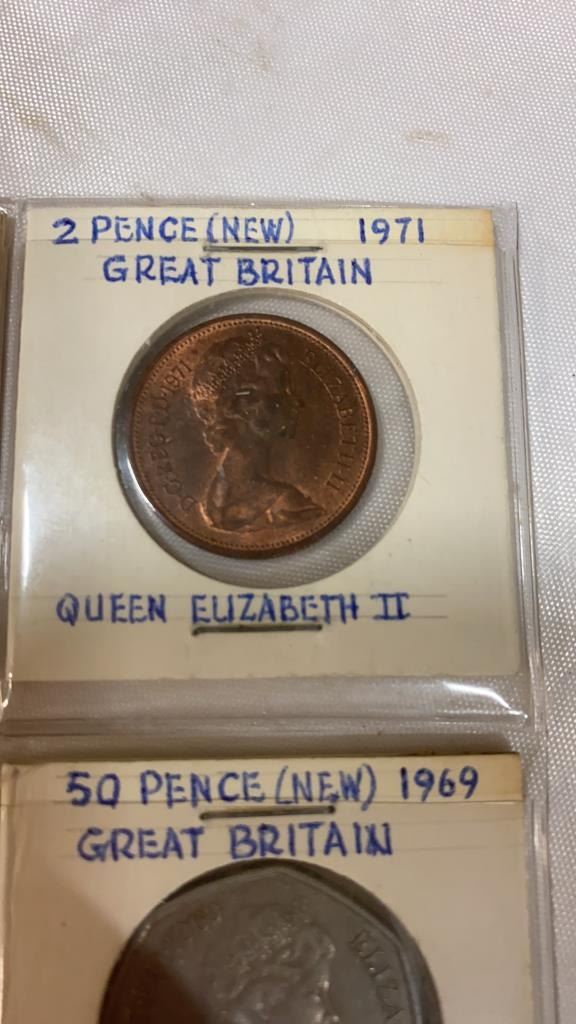 2 PENCE (NEW) 1971
GREAT BRITAIN
D·G·REG·F·D·1971
ELIZABETH·II
QUEEN ELIZABETH II
50 PENCE (NEW) 1969
GREAT BRITAIN
ELIZA